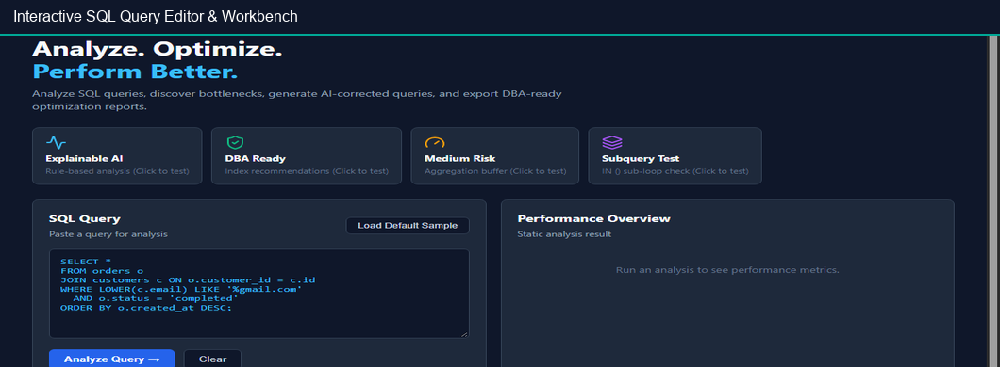 Interactive SQL Query Editor & Workbench
Analyze. Optimize.
Perform Better.
Analyze SQL queries, discover bottlenecks, generate AI-corrected queries, and export DBA-ready
optimization reports.
Explainable AI
Rule-based analysis (Click to test)
DBA Ready
Index recommendations (Click to test)
Medium Risk
Aggregation buffer (Click to test)
Subquery Test
IN () sub-loop check (Click to test)
SQL Query
Paste a query for analysis
Load Default Sample
SELECT *
FROM orders o
JOIN customers c ON o.customer_id = c.id
WHERE LOWER(c.email) LIKE '%gmail.com'
  AND o.status = 'completed'
ORDER BY o.created_at DESC;
Analyze Query →
Clear
Performance Overview
Static analysis result
Run an analysis to see performance metrics.